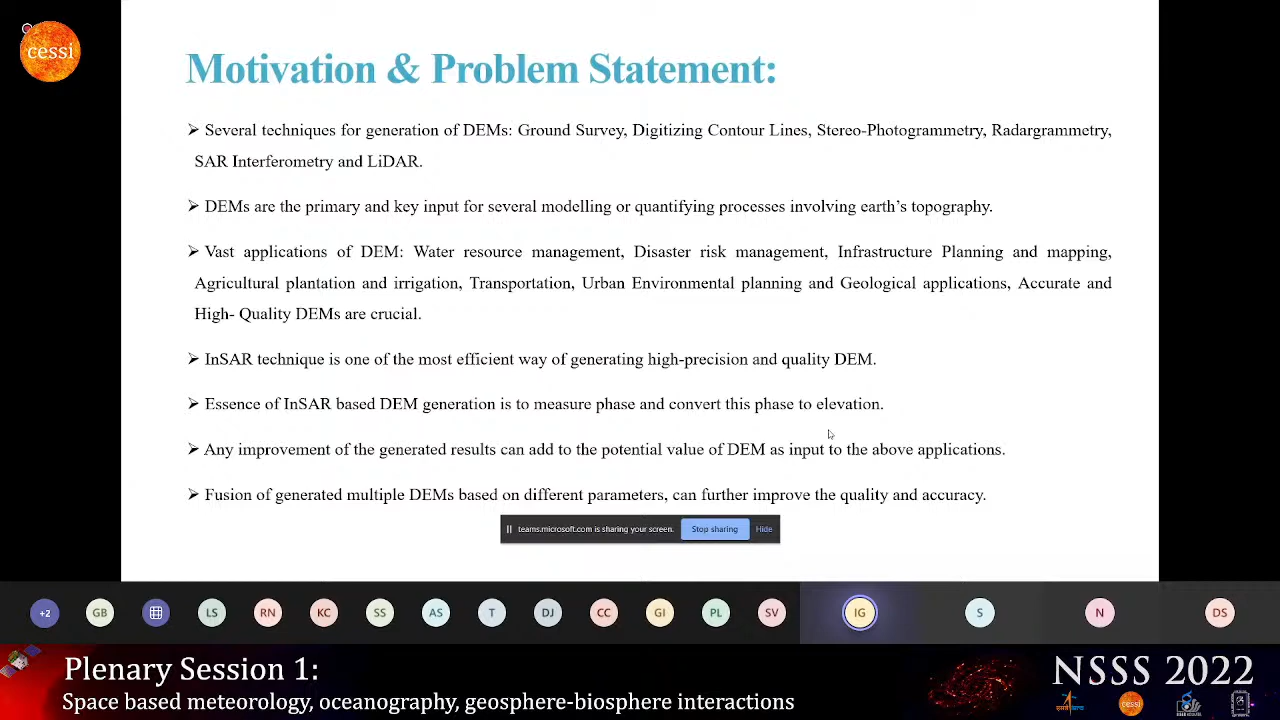 cessi
Motivation & Problem Statement:
➢ Several techniques for generation of DEMs: Ground Survey, Digitizing Contour Lines, Stereo-Photogrammetry, Radargrammetry,
SAR Interferometry and LiDAR.
➢ DEMs are the primary and key input for several modelling or quantifying processes involving earth's topography.
➢ Vast applications of DEM: Water resource management, Disaster risk management, Infrastructure Planning and mapping,
Agricultural plantation and irrigation, Transportation, Urban Environmental planning and Geological applications, Accurate and
High- Quality DEMs are crucial.
➢ InSAR technique is one of the most efficient way of generating high-precision and quality DEM.
➢ Essence of InSAR based DEM generation is to measure phase and convert this phase to elevation.
➢ Any improvement of the generated results can add to the potential value of DEM as input to the above applications.
➢ Fusion of generated multiple DEMs based on different parameters, can further improve the quality and accuracy.
teams.microsoft.com is sharing your screen. Stop sharing Hide
+2 GB LS RN KC SS AS T DJ CC GI PL SV IG S N DS
Plenary Session 1:
Space based meteorology, oceanography, geosphere-biosphere interactions
NSSS 2022
cessi